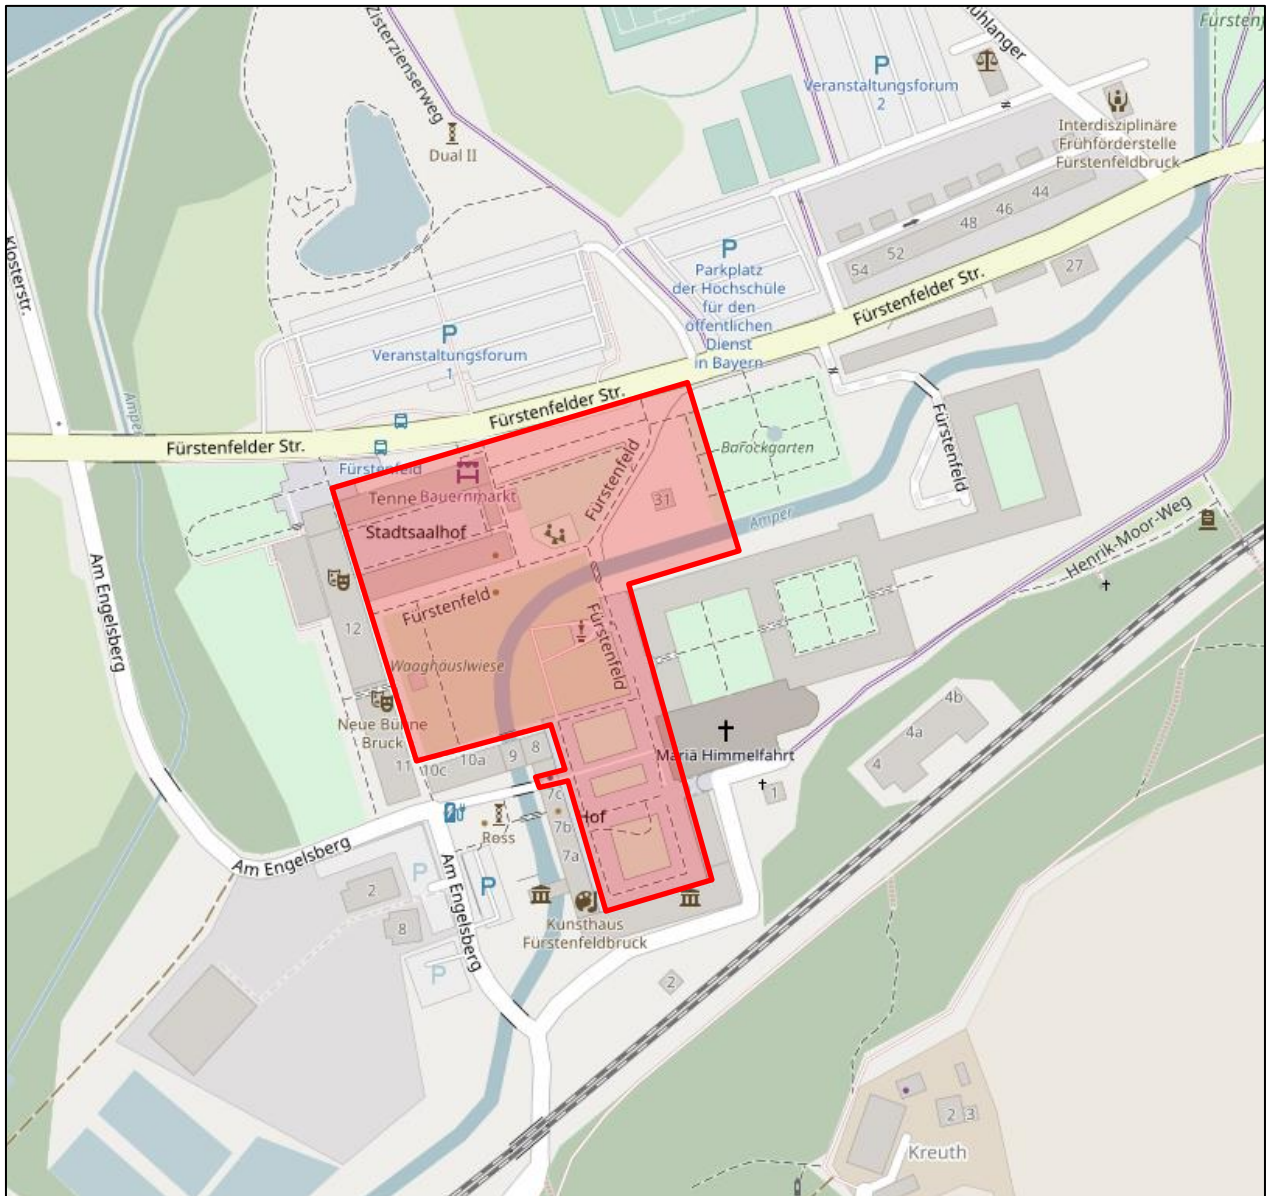 Zisterzienserweg
Dual II
P
Veranstaltungsforum
2
Interdisziplinäre
Frühförderstelle
Fürstenfeldbruck
44
46
48
52
54
27
P
Parkplatz
der Hochschule
für den
öffentlichen
Dienst
in Bayern
Fürstenfelder Str.
P
Veranstaltungsforum
1
Klosterstr.
Amper
Fürstenfelder Str.
Fürstenfelder Str.
Fürstenfeld
Tenne
Bauernmarkt
Stadtsaalhof
Fürstenfeld
31
Barockgarten
Fürstenfeld
Amper
Henrik-Moor-Weg
Am Engelsberg
12
Fürstenfeld
Fürstenfeld
Waaghäuslwiese
Neue Bühne
Bruck
11
10c
10a
9
8
Mariä Himmelfahrt
4b
4a
4
1
7c
7b
7a
Hof
Ross
Am Engelsberg
P
P
2
8
P
Am Engelsberg
Kunsthaus
Fürstenfeldbruck
2
2
3
Kreuth